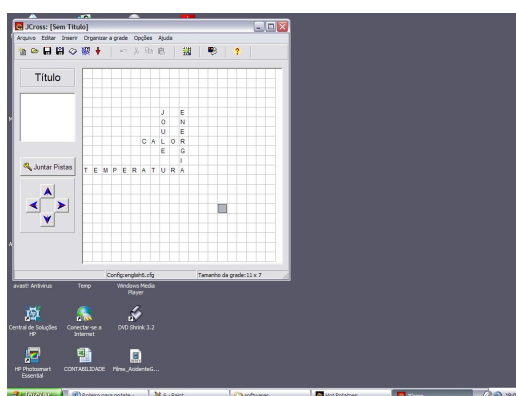 JCross: [Sem Título]
Arquivo Editar Inserir Organizar a grade Opções Ajuda
Título
J E
O N
U E
C A L O R
E G
I
T E M P E R A T U R A
Juntar Pistas
Config:english6.cfg
Tamanho da grade:11 x 7
avast! Antivirus
Temp
Windows Media Player
Central de Soluções HP
Conectar-se a Internet
DVD Shrink 3.2
HP Photosmart Essential
CONTABILIDADE
Filme_AcidenteG...
Roteiro para potate -
6 - Paint
softwares
Hot Potatoes
JCross